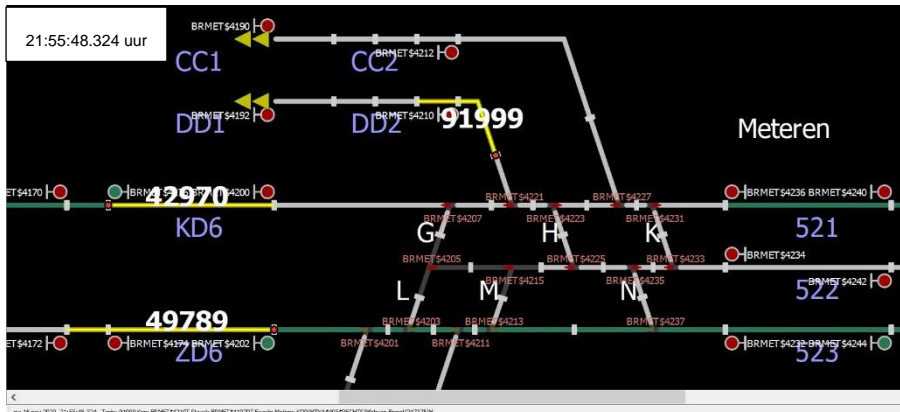 21:55:48.324 uur
BRMET$4190
CC1
CC2
BRMET$4212
BRMET$4192
DD1
DD2
BRMET$4210
91999
Meteren
ET$4170
42970
BRMET$4200
BRMET$4221
BRMET$4227
BRMET$4236 BRMET$4240
KD6
BRMET$4207
BRMET$4223
BRMET$4231
521
G
H
K
BRMET$4205
BRMET$4215
BRMET$4225
BRMET$4233
BRMET$4234
BRMET$4235
BRMET$4242
522
L
M
N
49789
BRMET$4203
BRMET$4213
BRMET$4237
ET$4172
BRMET$4174 BRMET$4202
ZD6
BRMET$4201
BRMET$4211
BRMET$4232 BRMET$4244
523